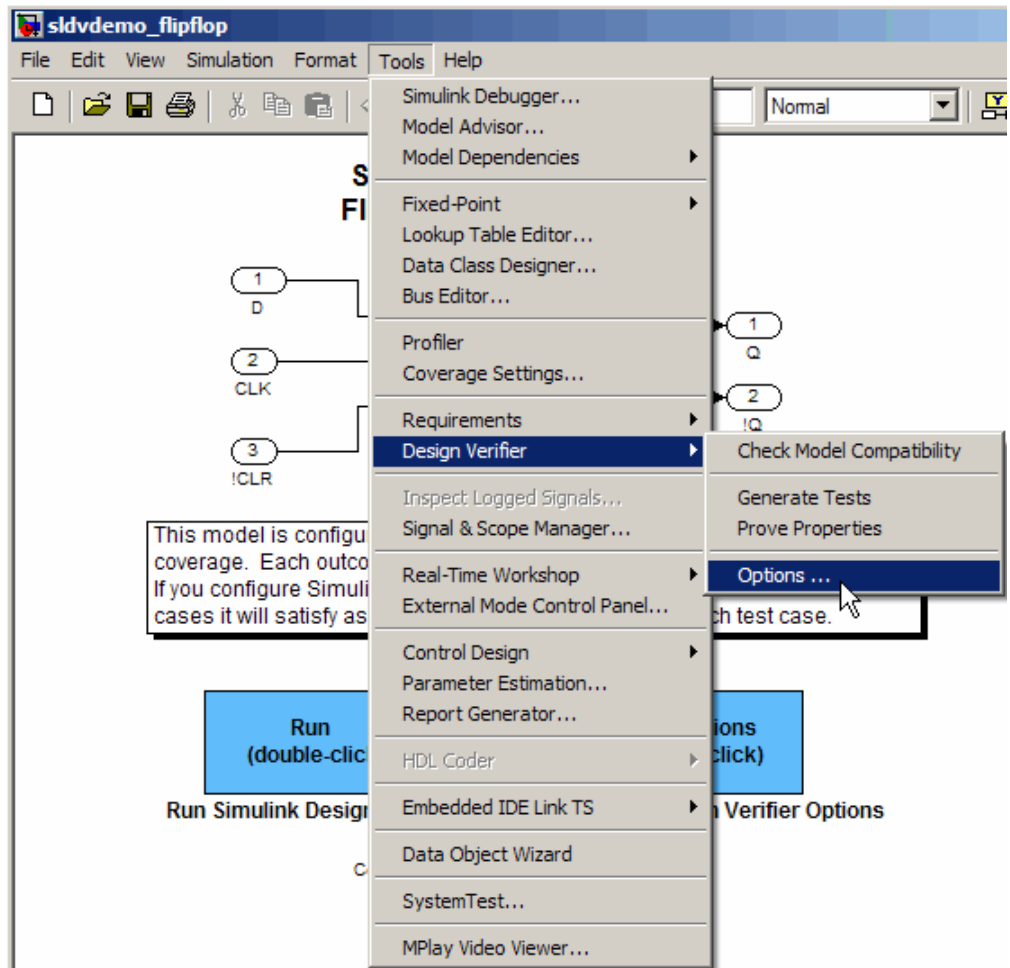 sldvdemo_flipflop
File Edit View Simulation Format Tools Help
Normal
Simulink Debugger...
Model Advisor...
Model Dependencies
Fixed-Point
Lookup Table Editor...
Data Class Designer...
Bus Editor...
Profiler
Coverage Settings...
Requirements
Design Verifier
Inspect Logged Signals...
Signal & Scope Manager...
Real-Time Workshop
External Mode Control Panel...
Control Design
Parameter Estimation...
Report Generator...
HDL Coder
Embedded IDE Link TS
Data Object Wizard
SystemTest...
MPlay Video Viewer...
Check Model Compatibility
Generate Tests
Prove Properties
Options ...
S
Fl
1
D
2
CLK
3
!CLR
1
Q
2
!Q
This model is configu
coverage. Each outco
If you configure Simuli
cases it will satisfy as ch test case.
Run
(double-clic
ions
click)
Run Simulink Desig
n Verifier Options
C